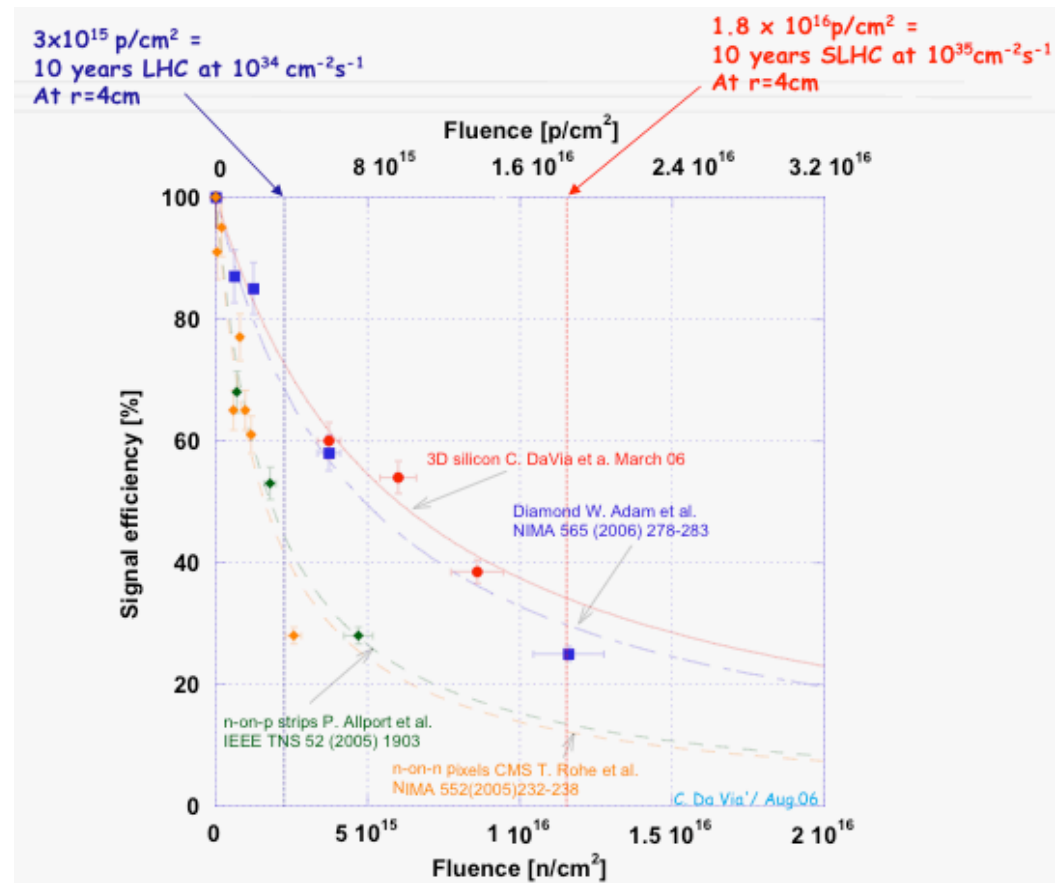 3x10¹⁵ p/cm² =
10 years LHC at 10³⁴ cm⁻²s⁻¹
At r=4cm
1.8 x 10¹⁶p/cm² =
10 years SLHC at 10³⁵cm⁻²s⁻¹
At r=4cm
Fluence [p/cm²]
0 8 10¹⁵ 1.6 10¹⁶ 2.4 10¹⁶ 3.2 10¹⁶
100
80
60
40
20
0
Signal efficiency [%]
3D silicon C. DaVia et a. March 06
Diamond W. Adam et al.
NIMA 565 (2006) 278-283
n-on-p strips P. Allport et al.
IEEE TNS 52 (2005) 1903
n-on-n pixels CMS T. Rohe et al.
NIMA 552(2005)232-238
C. Da Via'/ Aug.06
0 5 10¹⁵ 1 10¹⁶ 1.5 10¹⁶ 2 10¹⁶
Fluence [n/cm²]